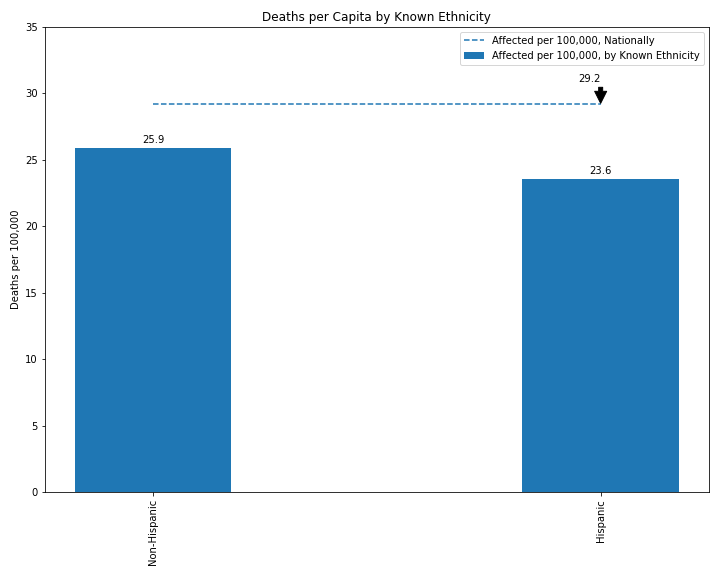 Deaths per Capita by Known Ethnicity
Affected per 100,000, Nationally
Affected per 100,000, by Known Ethnicity
Deaths per 100,000
35
30
25
20
15
10
5
0
29.2
25.9
23.6
Non-Hispanic
Hispanic